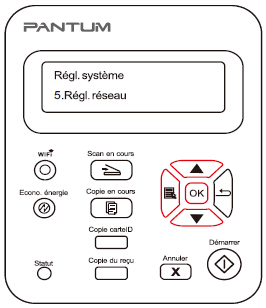 PANTUM
Régl. système
5.Régl. réseau
WiFi
Scan en cours
Econo. énergie
Copie en cours
OK
Copie carteID
Démarrer
Statut
Copie du reçu
Annuler
X